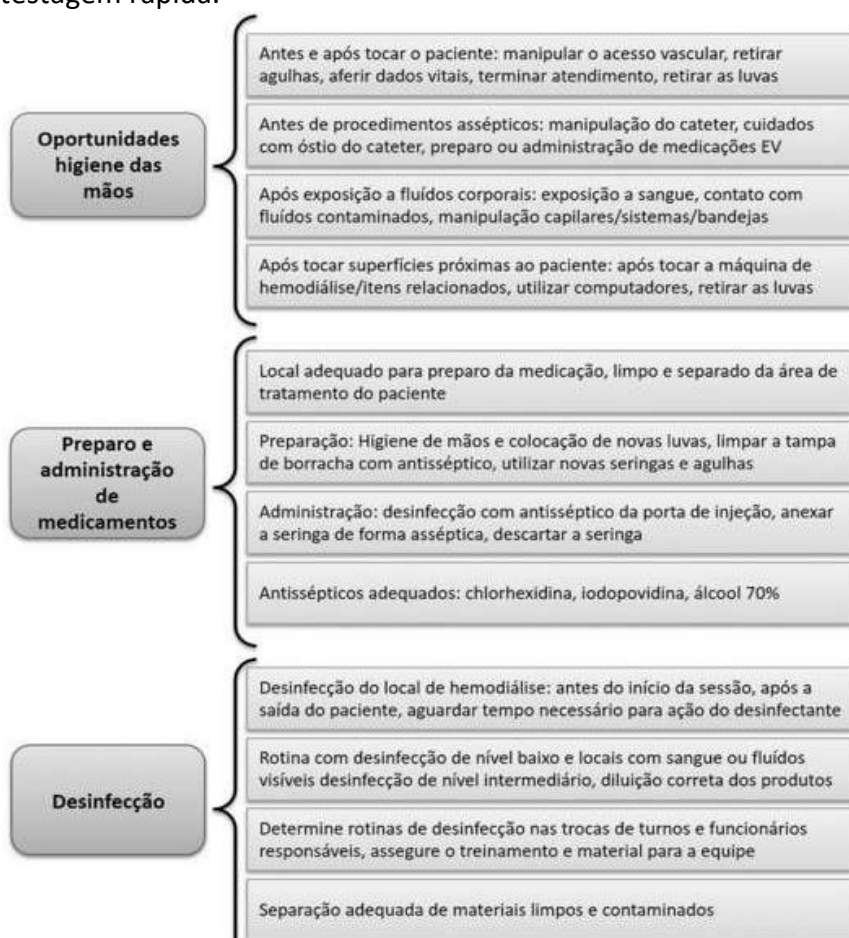 testagem rápida.
Oportunidades
higiene das
mãos
Antes e após tocar o paciente: manipular o acesso vascular, retirar
agulhas, aferir dados vitais, terminar atendimento, retirar as luvas
Antes de procedimentos assépticos: manipulação do cateter, cuidados
com óstio do cateter, preparo ou administração de medicações EV
Após exposição a fluídos corporais: exposição a sangue, contato com
fluídos contaminados, manipulação capilares/sistemas/bandejas
Após tocar superfícies próximas ao paciente: após tocar a máquina de
hemodiálise/itens relacionados, utilizar computadores, retirar as luvas
Preparo e
administração
de
medicamentos
Local adequado para preparo da medicação, limpo e separado da área de
tratamento do paciente
Preparação: Higiene de mãos e colocação de novas luvas, limpar a tampa
de borracha com antisséptico, utilizar novas seringas e agulhas
Administração: desinfecção com antisséptico da porta de injeção, anexar
a seringa de forma asséptica, descartar a seringa
Antissépticos adequados: chlorhexidina, iodopovidina, álcool 70%
Desinfecção
Desinfecção do local de hemodiálise: antes do início da sessão, após a
saída do paciente, aguardar tempo necessário para ação do desinfectante
Rotina com desinfecção de nível baixo e locais com sangue ou fluídos
visíveis desinfecção de nível intermediário, diluição correta dos produtos
Determine rotinas de desinfecção nas trocas de turnos e funcionários
responsáveis, assegure o treinamento e material para a equipe
Separação adequada de materiais limpos e contaminados